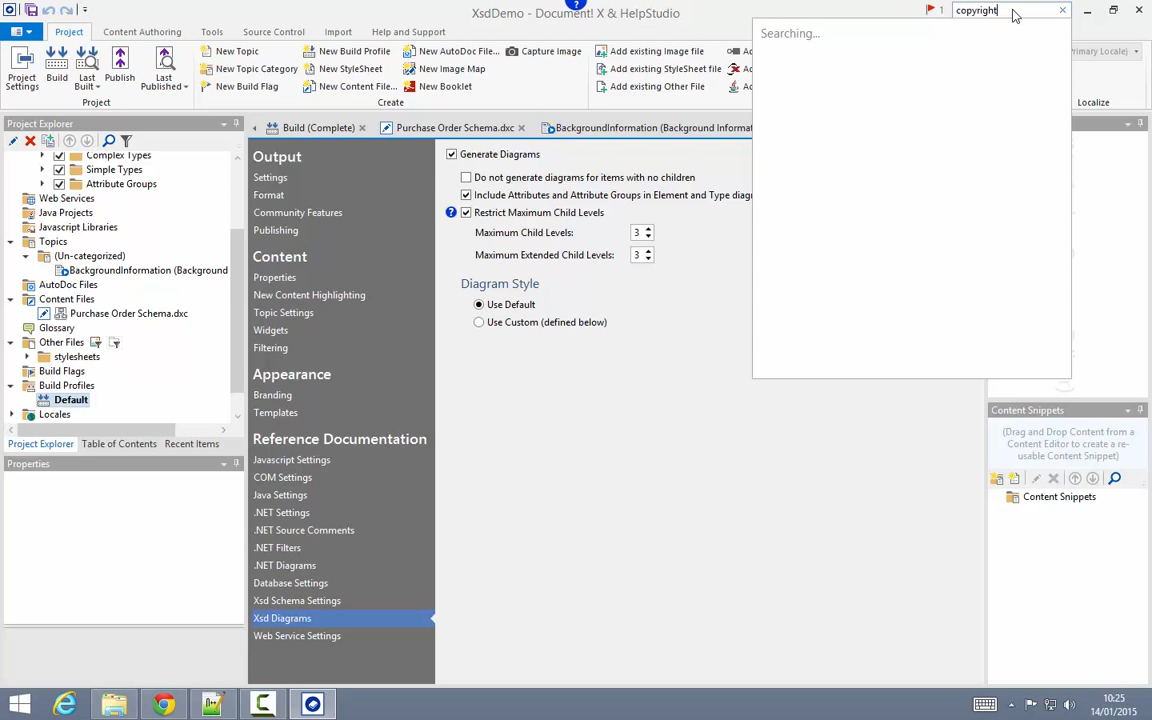 XsdDemo - Document! X & HelpStudio
?
1
copyright
Project
Content Authoring
Tools
Source Control
Import
Help and Support
Project Settings
Build
Last Built
Publish
Last Published
Project
New Topic
New Topic Category
New Build Flag
New Build Profile
New StyleSheet
New Content File...
New AutoDoc File...
New Image Map
New Booklet
Capture Image
Create
Add existing Image file
Add existing StyleSheet file
Add existing Other File
Ad
Ac
Ad
Primary Locale)
Localize
Searching...
Project Explorer
Complex Types
Simple Types
Attribute Groups
Web Services
Java Projects
Javascript Libraries
Topics
(Un-categorized)
BackgroundInformation (Background
AutoDoc Files
Content Files
Purchase Order Schema.dxc
Glossary
Other Files
stylesheets
Build Flags
Build Profiles
Default
Locales
Project Explorer
Table of Contents
Recent Items
Properties
Build (Complete)
Purchase Order Schema.dxc
BackgroundInformation (Background Informat
Output
Settings
Format
Community Features
Publishing
Content
Properties
New Content Highlighting
Topic Settings
Widgets
Filtering
Appearance
Branding
Templates
Reference Documentation
Javascript Settings
COM Settings
Java Settings
.NET Settings
.NET Source Comments
.NET Filters
.NET Diagrams
Database Settings
Xsd Schema Settings
Xsd Diagrams
Web Service Settings
Generate Diagrams
Do not generate diagrams for items with no children
Include Attributes and Attribute Groups in Element and Type diag
? Restrict Maximum Child Levels
Maximum Child Levels: 3
Maximum Extended Child Levels: 3
Diagram Style
Use Default
Use Custom (defined below)
Content Snippets
(Drag and Drop Content from a
Content Editor to create a re-
usable Content Snippet)
Content Snippets
10:25
14/01/2015